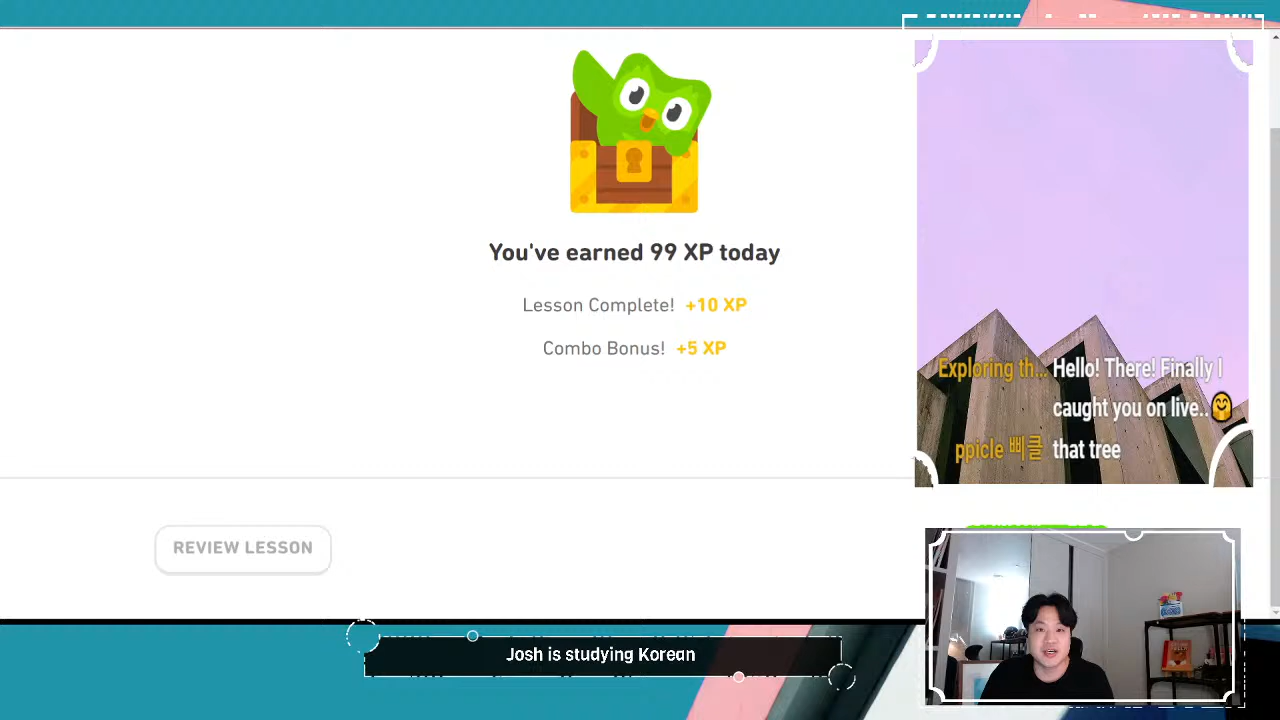 You've earned 99 XP today
Lesson Complete! +10 XP
Combo Bonus! +5 XP
REVIEW LESSON
Exploring th... Hello! There! Finally I
caught you on live..🤗
ppicle 삐클 that tree
Josh is studying Korean